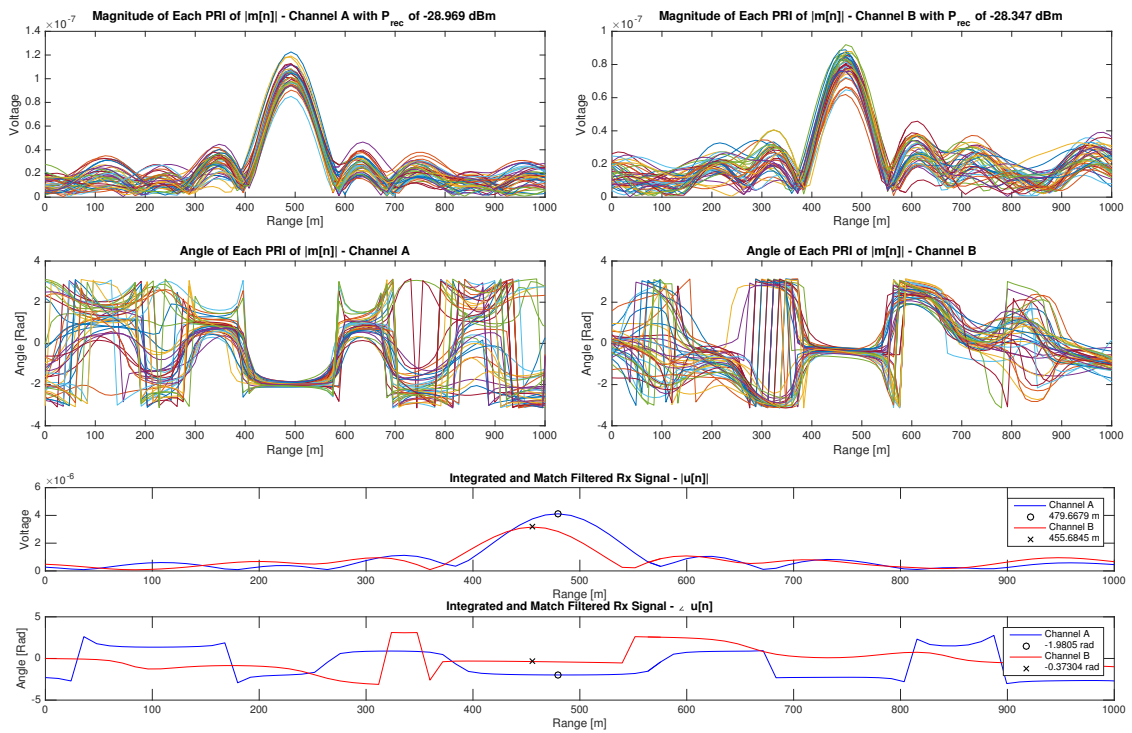 Magnitude of Each PRI of |m[n]| - Channel A with P_rec of -28.969 dBm
×10^-7
1.4
1.2
1
0.8
0.6
0.4
0.2
0
Voltage
0 100 200 300 400 500 600 700 800 900 1000
Range [m]
Magnitude of Each PRI of |m[n]| - Channel B with P_rec of -28.347 dBm
×10^-7
1
0.8
0.6
0.4
0.2
0
Voltage
0 100 200 300 400 500 600 700 800 900 1000
Range [m]
Angle of Each PRI of |m[n]| - Channel A
4
2
0
-2
-4
Angle [Rad]
0 100 200 300 400 500 600 700 800 900 1000
Range [m]
Angle of Each PRI of |m[n]| - Channel B
4
2
0
-2
-4
Angle [Rad]
0 100 200 300 400 500 600 700 800 900 1000
Range [m]
Integrated and Match Filtered Rx Signal - |u[n]|
×10^-6
6
4
2
0
Voltage
Channel A
479.6679 m
Channel B
455.6845 m
0 100 200 300 400 500 600 700 800 900 1000
Range [m]
Integrated and Match Filtered Rx Signal - ∠ u[n]
5
0
-5
Angle [Rad]
Channel A
-1.9805 rad
Channel B
-0.37304 rad
0 100 200 300 400 500 600 700 800 900 1000
Range [m]